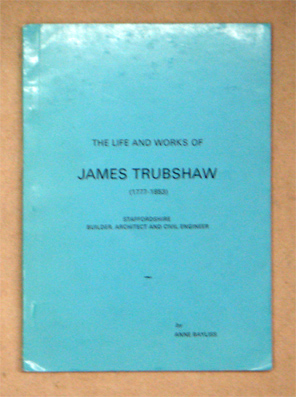 THE LIFE AND WORKS OF
JAMES TRUBSHAW
(1777-1853)
STAFFORDSHIRE
BUILDER, ARCHITECT AND CIVIL ENGINEER
by
ANNE BAYLISS